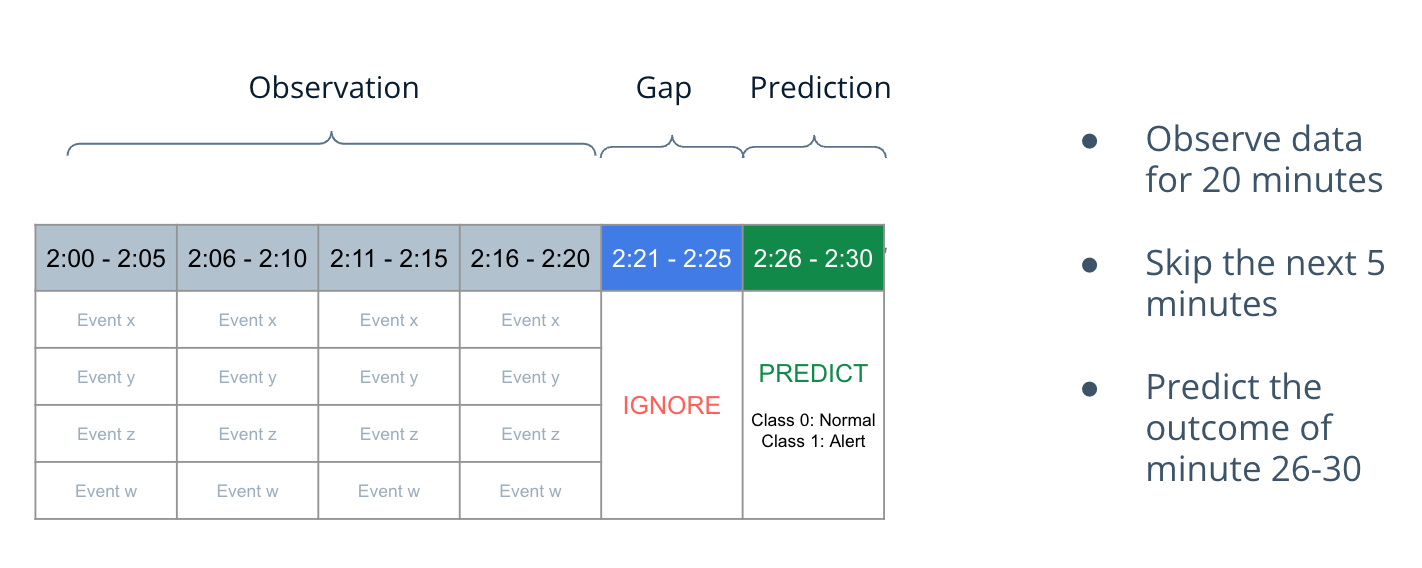 Observation Gap Prediction
2:00 - 2:05 2:06 - 2:10 2:11 - 2:15 2:16 - 2:20 2:21 - 2:25 2:26 - 2:30
Event x Event x Event x Event x
Event y Event y Event y Event y
Event z Event z Event z Event z
Event w Event w Event w Event w
IGNORE
PREDICT
Class 0: Normal
Class 1: Alert
● Observe data
for 20 minutes
● Skip the next 5
minutes
● Predict the
outcome of
minute 26-30